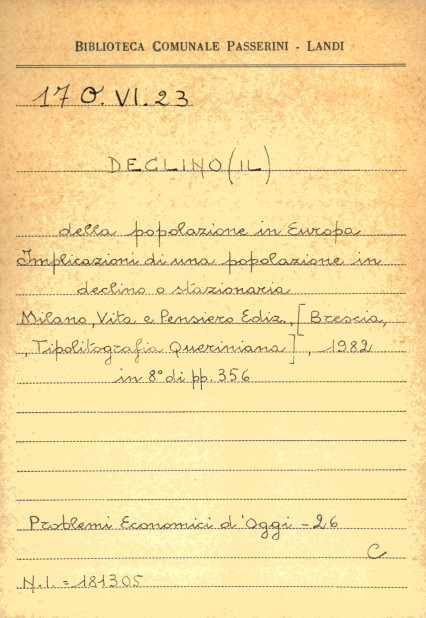 BIBLIOTECA COMUNALE PASSERINI - LANDI
17 O. VI. 23
DECLINO (IL)
della popolazione in Europa
Implicazioni di una popolazione in
declino o stazionaria
Milano, Vita e Pensiero Ediz., [Brescia,
, Tipolitografia Queriniana], 1982
in 8° di pp. 356
Problemi Economici d'Oggi - 26
C
N.I. = 181305